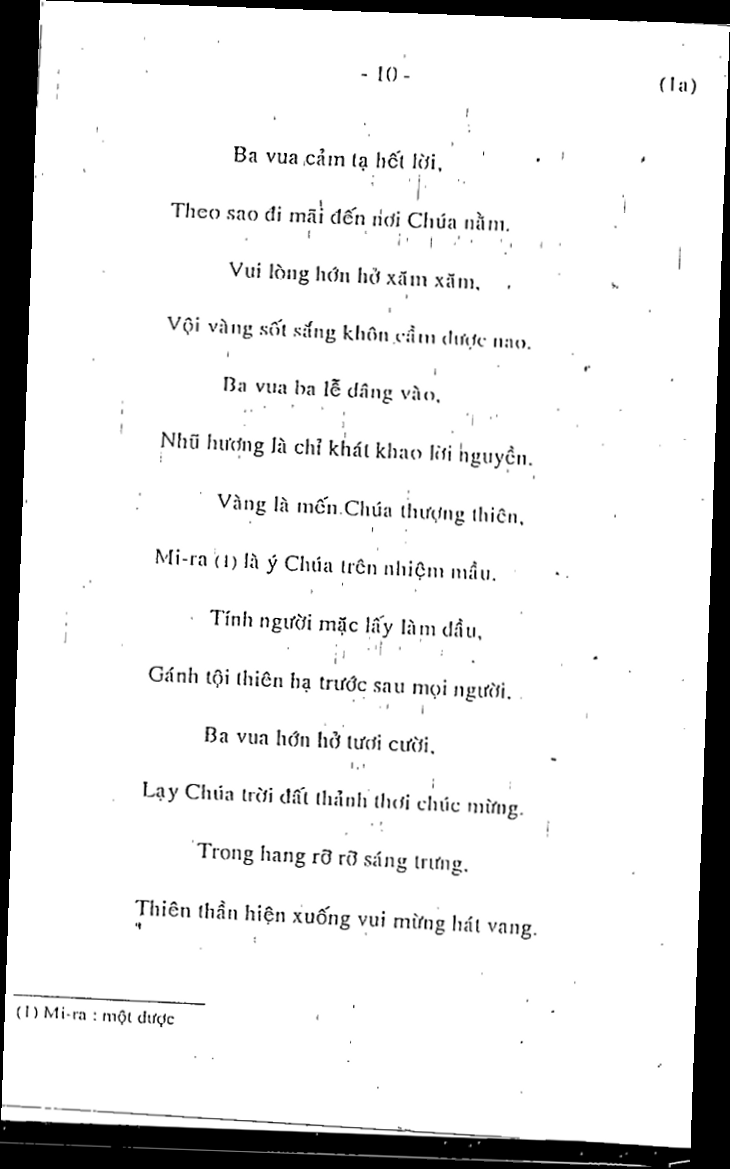 - 10 -
(1a)
Ba vua cảm tạ hết lời,
Theo sao đi mãi đến nơi Chúa nằm.
Vui lòng hớn hở xăm xăm,
Vội vàng sốt sắng khôn cầm được nao.
Ba vua ba lễ dâng vào,
Nhũ hương là chỉ khát khao lời nguyền.
Vàng là mến Chúa thượng thiên,
Mi-ra (1) là ý Chúa trên nhiệm mầu.
Tính người mặc lấy làm đầu,
Gánh tội thiên hạ trước sau mọi người.
Ba vua hớn hở tươi cười,
Lạy Chúa trời đất thảnh thơi chúc mừng.
Trong hang rỡ rỡ sáng trưng.
Thiên thần hiện xuống vui mừng hát vang.
(1) Mi-ra : một dược